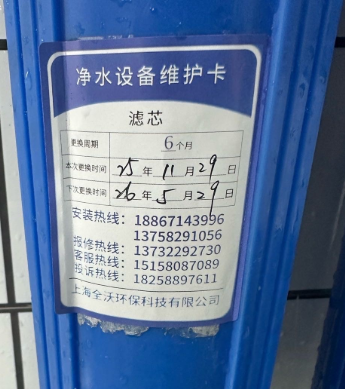 净水设备维护卡
滤芯
更换周期 6个月
本次更换时间 25年11月29日
下次更换时间 26年5月29日
安装热线：18867143996
13758291056
报修热线：13732292730
客服热线：15158087089
投诉热线：18258897611
上海全沃环保科技有限公司